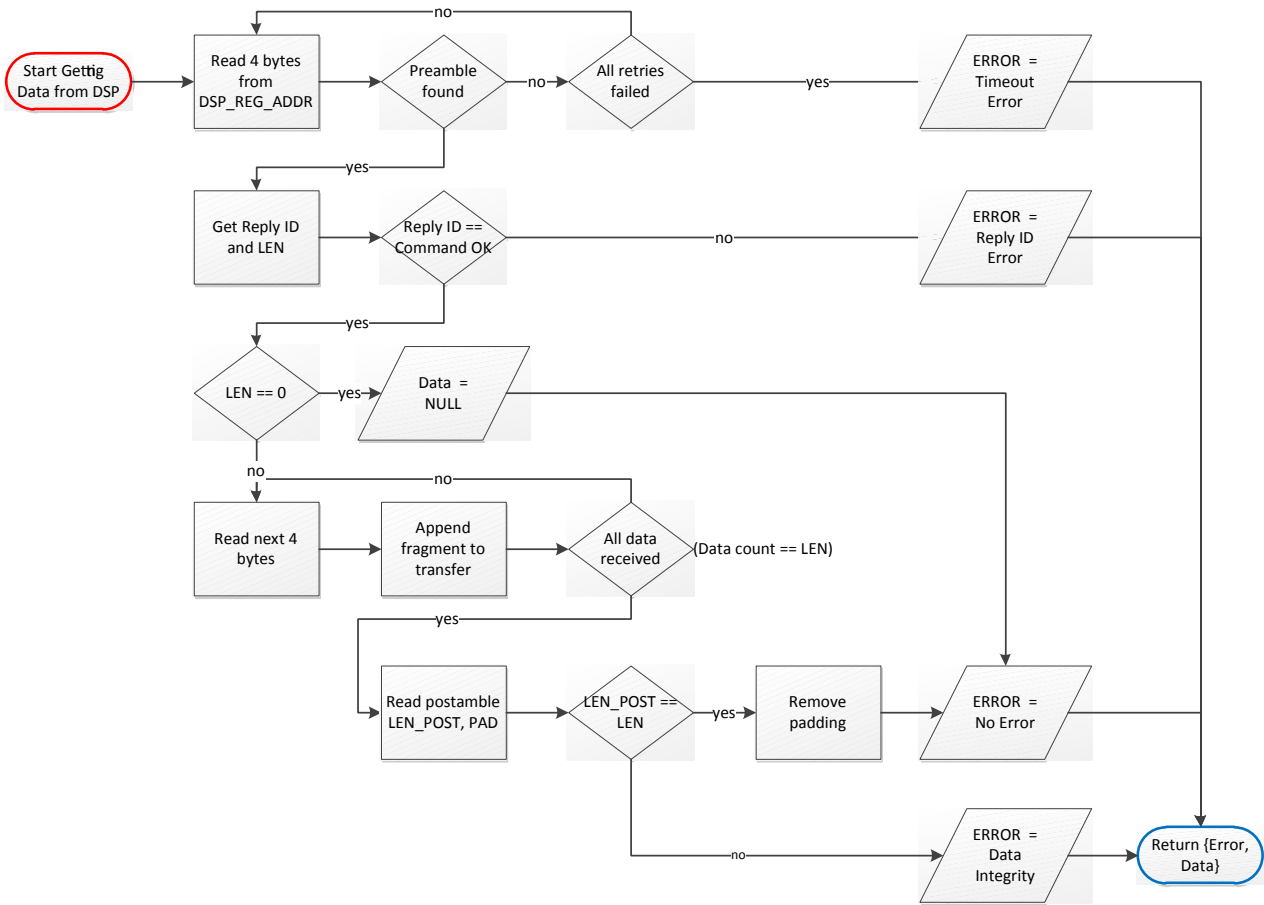 no
Start Gettig
Data from DSP
Read 4 bytes
from
DSP_REG_ADDR
Preamble
found
no
All retries
failed
yes
ERROR =
Timeout
Error
yes
Get Reply ID
and LEN
Reply ID ==
Command OK
no
ERROR =
Reply ID
Error
yes
LEN == 0
yes
Data =
NULL
no
no
Read next 4
bytes
Append
fragment to
transfer
All data
received
(Data count == LEN)
yes
Read postamble
LEN_POST, PAD
LEN_POST ==
LEN
yes
Remove
padding
ERROR =
No Error
no
ERROR =
Data
Integrity
Return {Error,
Data}